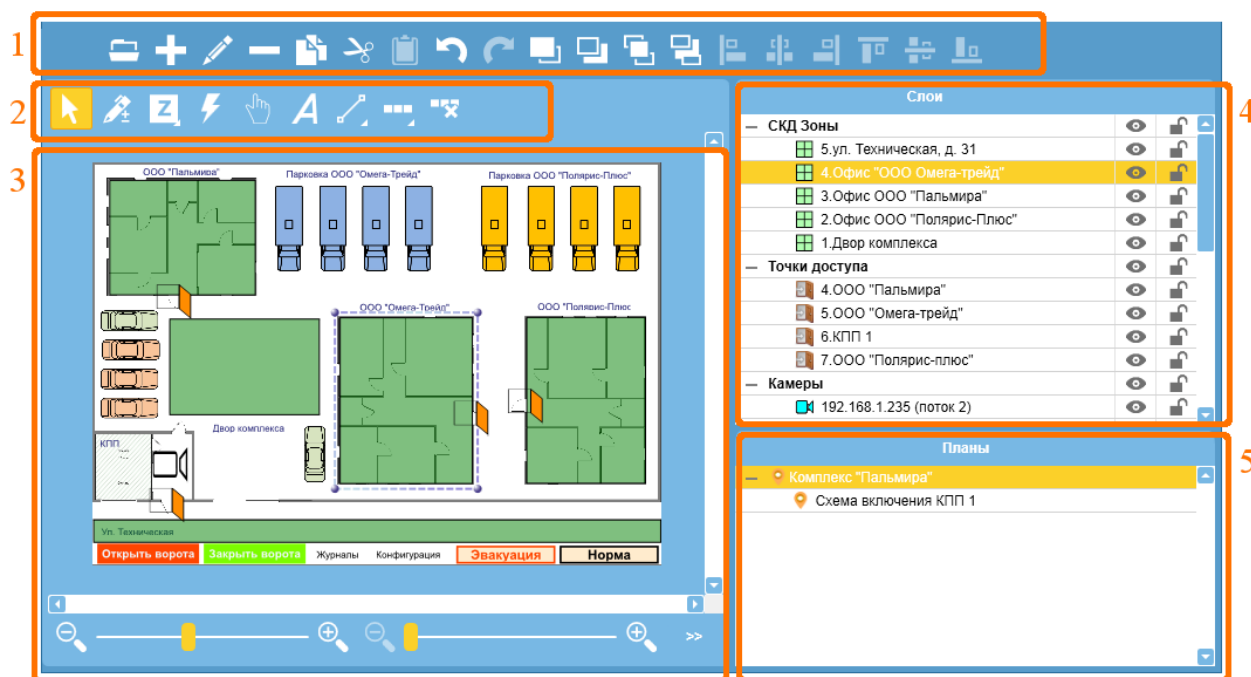 1
2
Z
A
3
ООО "Пальмира"
Парковка ООО "Омега-Трейд"
Парковка ООО "Полярис-Плюс"
ООО "Омега-Трейд"
ООО "Полярис-Плюс
Двор комплекса
КПП
Ул. Техническая
Открыть ворота
Закрыть ворота
Журналы
Конфигурация
Эвакуация
Норма
>>
4
Слои
СКД Зоны
5.ул. Техническая, д. 31
4.Офис "ООО Омега-трейд"
3.Офис ООО "Пальмира"
2.Офис ООО "Полярис-Плюс"
1.Двор комплекса
Точки доступа
4.ООО "Пальмира"
5.ООО "Омега-трейд"
6.КПП 1
7.ООО "Полярис-плюс"
Камеры
192.168.1.235 (поток 2)
5
Планы
Комплекс "Пальмира"
Схема включения КПП 1